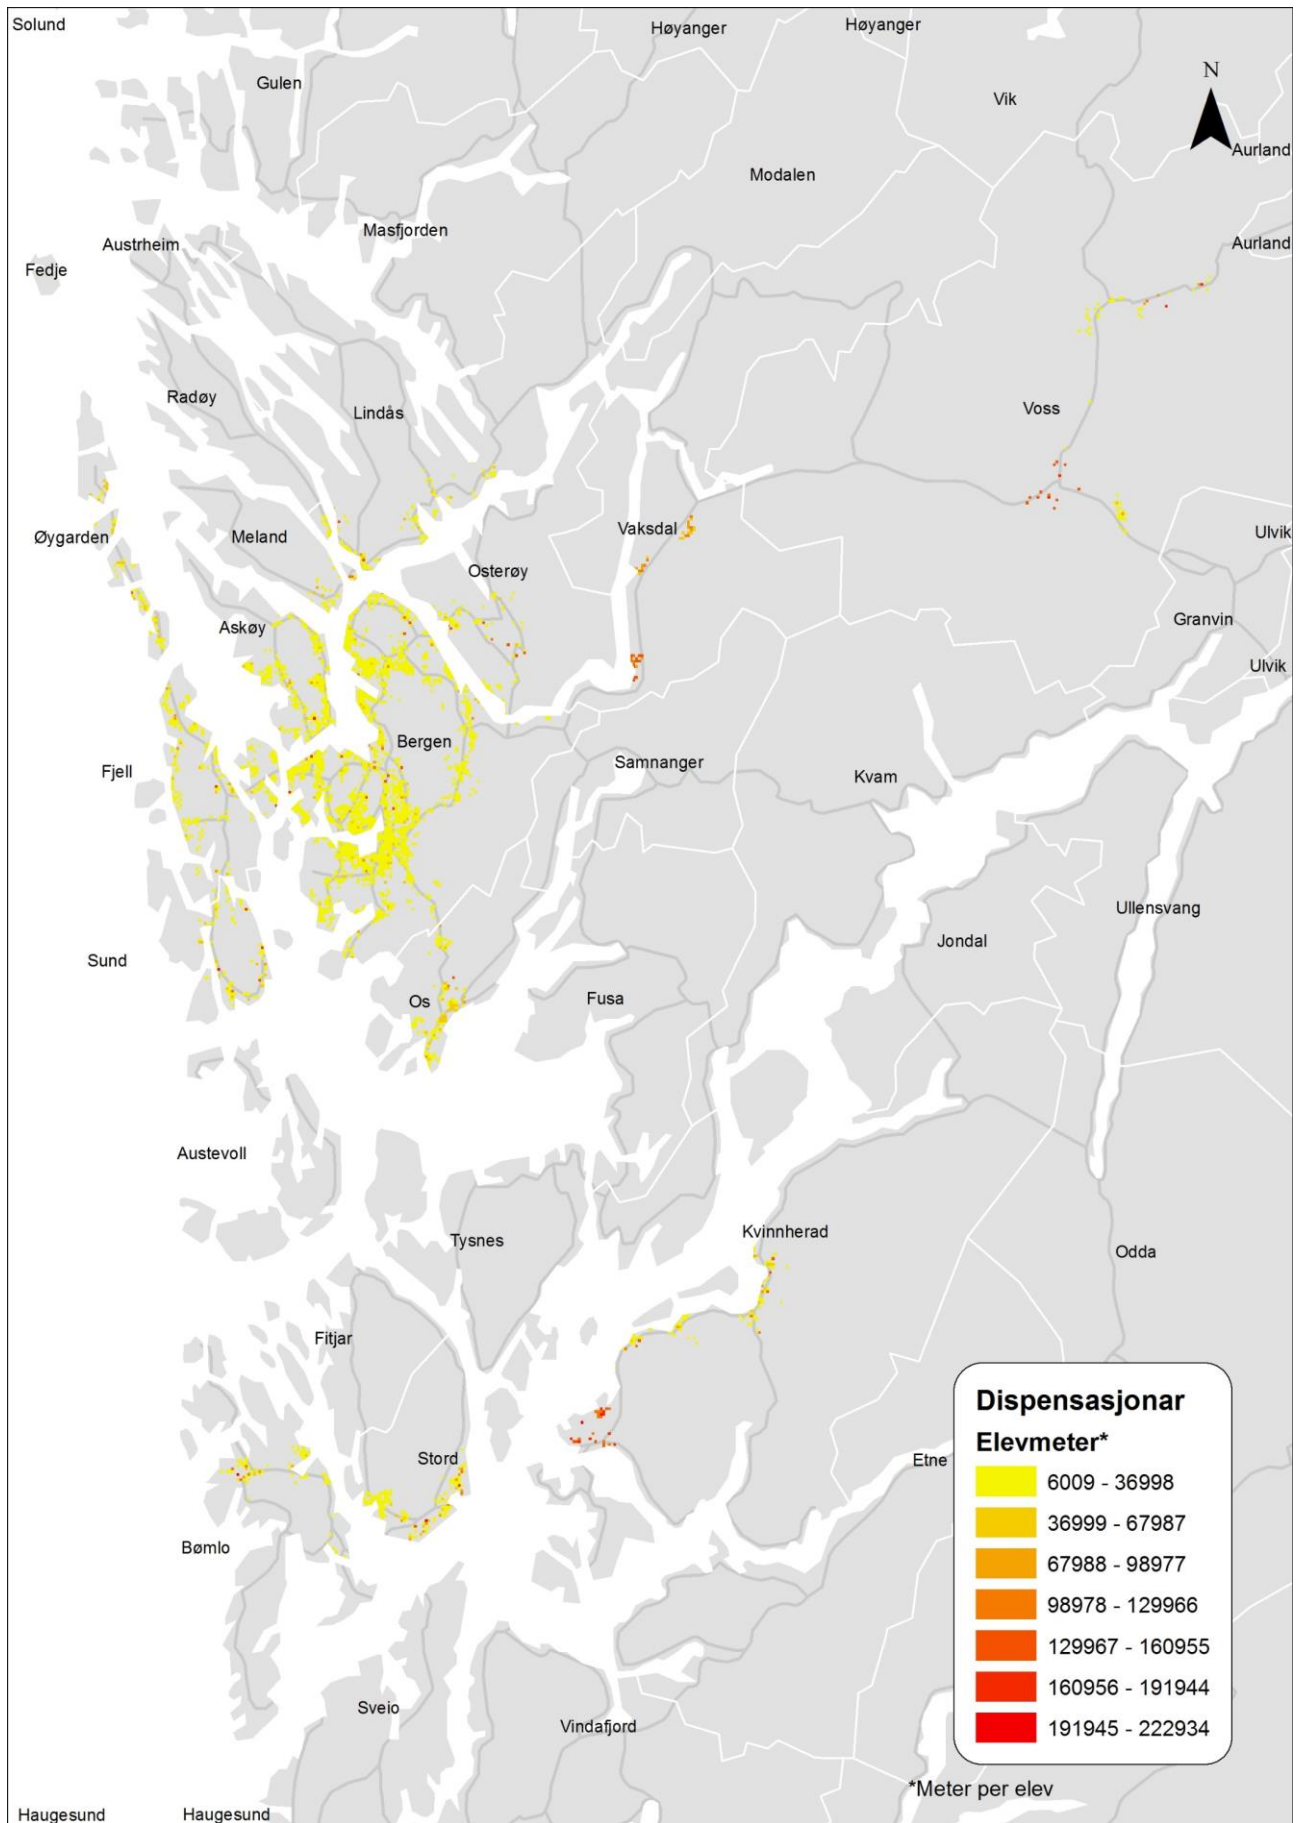 Solund
Høyanger
Høyanger
Gulen
N
Vik
Aurland
Modalen
Masfjorden
Austrheim
Aurland
Fedje
Radøy
Lindås
Voss
Øygarden
Meland
Vaksdal
Ulvik
Osterøy
Granvin
Askøy
Ulvik
Bergen
Samnanger
Fjell
Kvam
Ullensvang
Jondal
Sund
Os
Fusa
Austevoll
Kvinnherad
Tysnes
Odda
Fitjar
Dispensasjonar
Elevmeter*
6009 - 36998
36999 - 67987
67988 - 98977
98978 - 129966
129967 - 160955
160956 - 191944
191945 - 222934
Stord
Etne
Bømlo
Sveio
Vindafjord
*Meter per elev
Haugesund
Haugesund